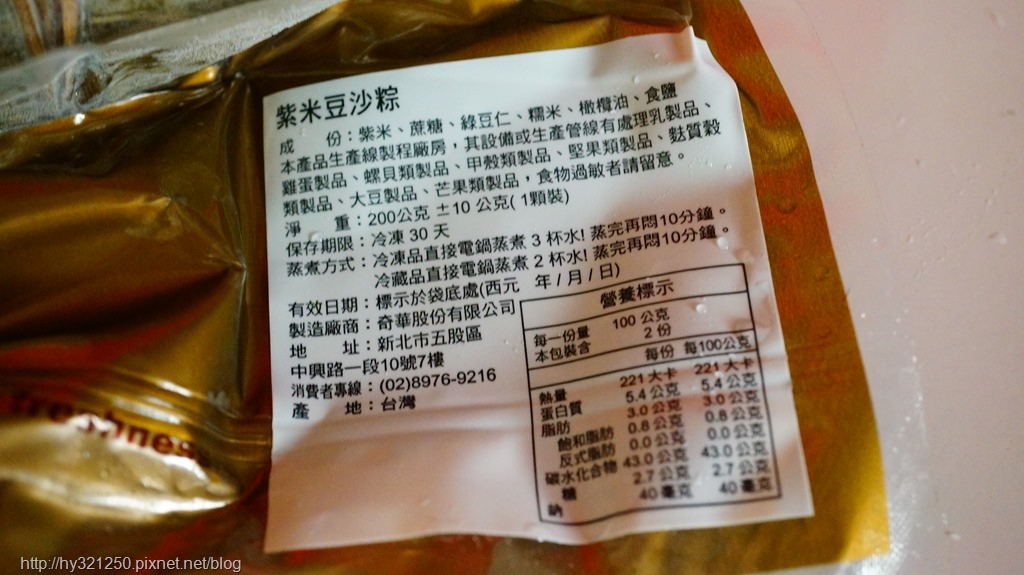 紫米豆沙粽
成　　份：紫米、蔗糖、綠豆仁、糯米、橄欖油、食鹽
本產品生產線製程廠房，其設備或生產管線有處理乳製品、
雞蛋製品、螺貝類製品、甲殼類製品、堅果類製品、麩質穀
類製品、大豆製品、芒果類製品，食物過敏者請留意。
淨　　重：200公克 ±10 公克( 1顆裝)
保存期限：冷凍 30 天
蒸煮方式：冷凍品直接電鍋蒸煮 3 杯水! 蒸完再悶10分鐘。
冷藏品直接電鍋蒸煮 2 杯水! 蒸完再悶10分鐘。
有效日期：標示於袋底處(西元　年 / 月 / 日)
製造廠商：奇華股份有限公司
地　　址：新北市五股區
中興路一段10號7樓
消費者專線：(02)8976-9216
產　　地：台灣
營養標示
每一份量　100 公克
本包裝含　2 份
每份　每100公克
熱量　221 大卡　221 大卡
蛋白質　5.4 公克　5.4 公克
脂肪　3.0 公克　3.0 公克
飽和脂肪　0.8 公克　0.8 公克
反式脂肪　0.0 公克　0.0 公克
碳水化合物　43.0 公克　43.0 公克
糖　2.7 公克　2.7 公克
鈉　40 毫克　40 毫克
freshness
http://hy321250.pixnet.net/blog